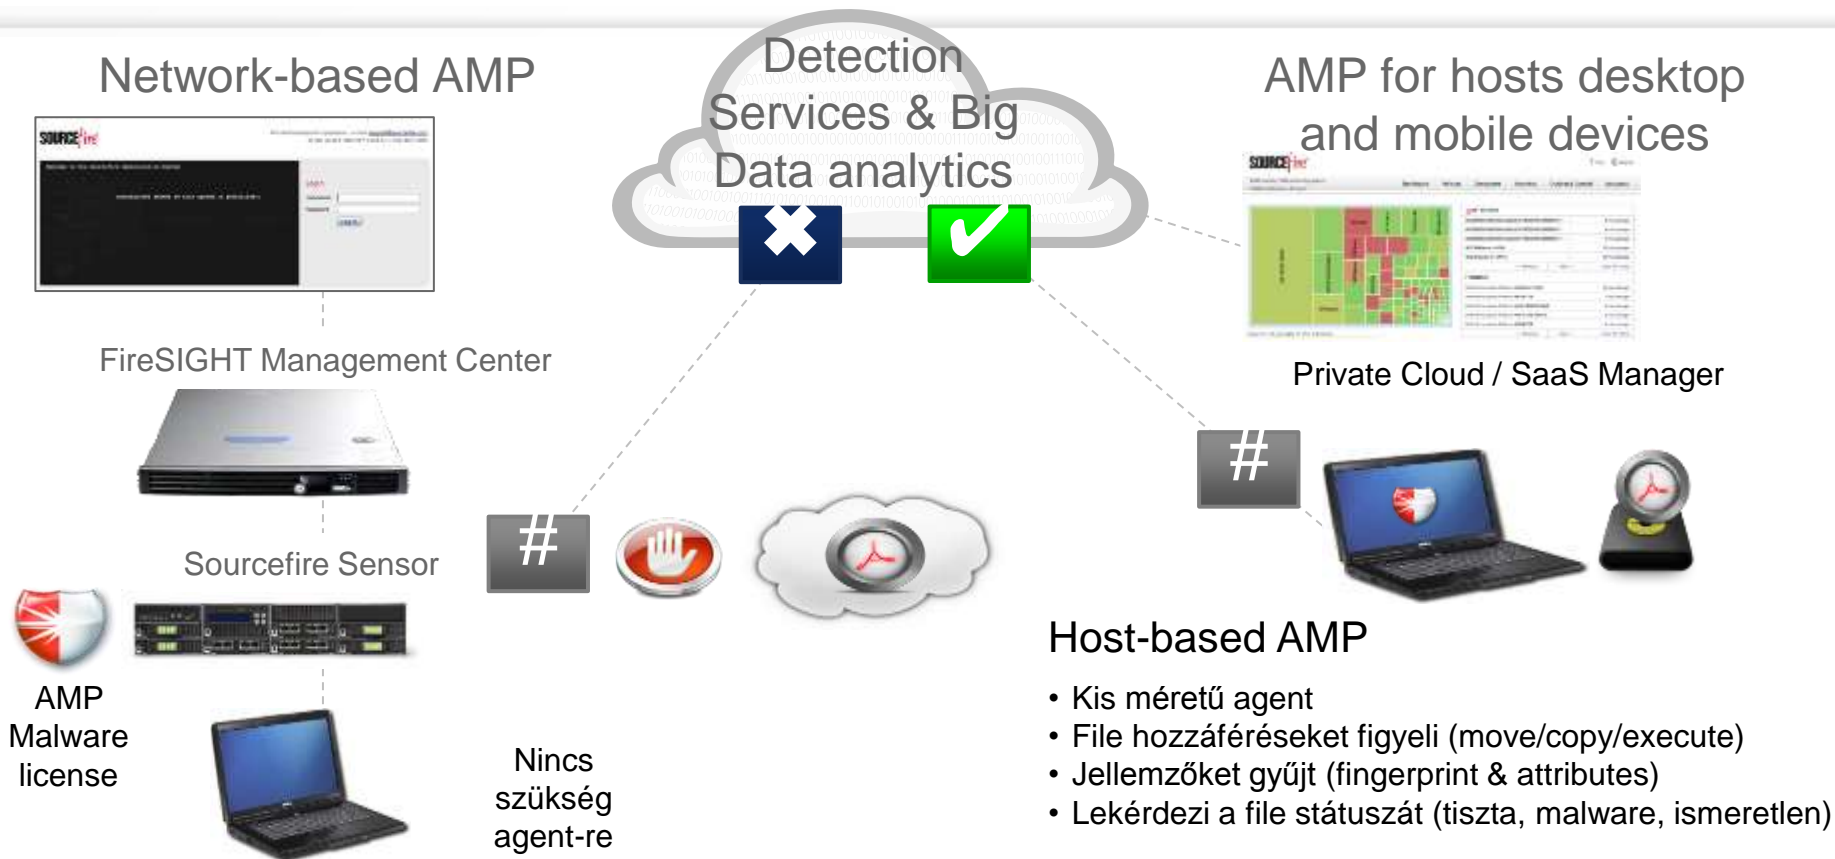 Network-based AMP
SOURCEfire
FireSIGHT Management Center
Sourcefire Sensor
AMP
Malware
license
Nincs
szükség
agent-re
Detection
Services & Big
Data analytics
#
AMP for hosts desktop
and mobile devices
SOURCEfire
Private Cloud / SaaS Manager
#
Host-based AMP
• Kis méretű agent
• File hozzáféréseket figyeli (move/copy/execute)
• Jellemzőket gyűjt (fingerprint & attributes)
• Lekérdezi a file státuszát (tiszta, malware, ismeretlen)